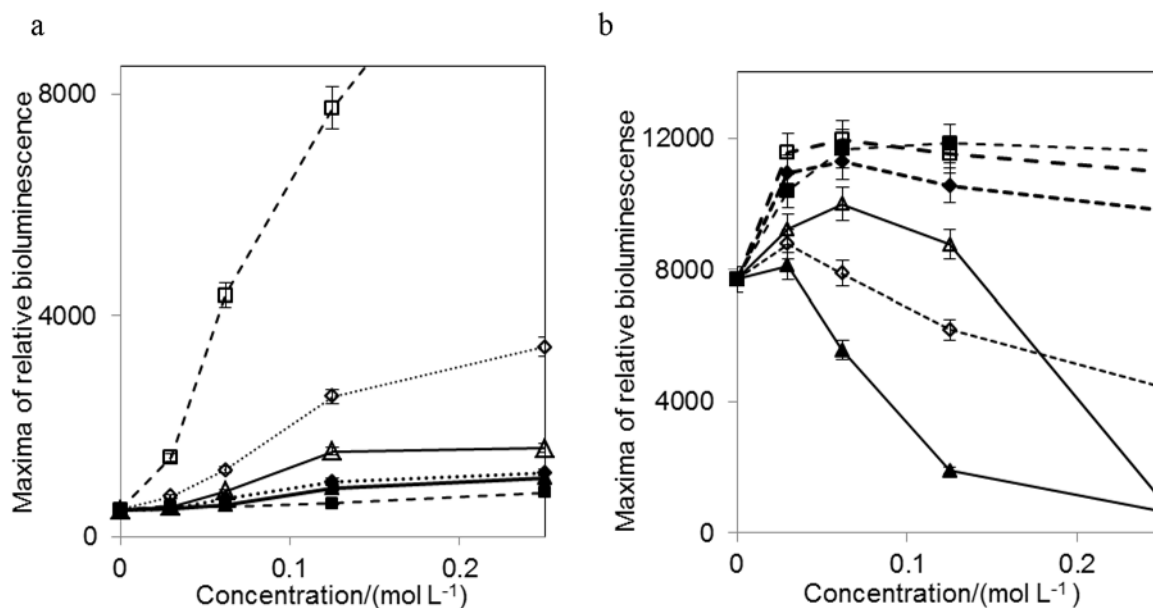 a
Maxima of relative bioluminescence
8000
4000
0
0
0.1
0.2
Concentration/(mol L⁻¹)
b
Maxima of relative bioluminescense
12000
8000
4000
0
0
0.1
0.2
Concentration/(mol L⁻¹)